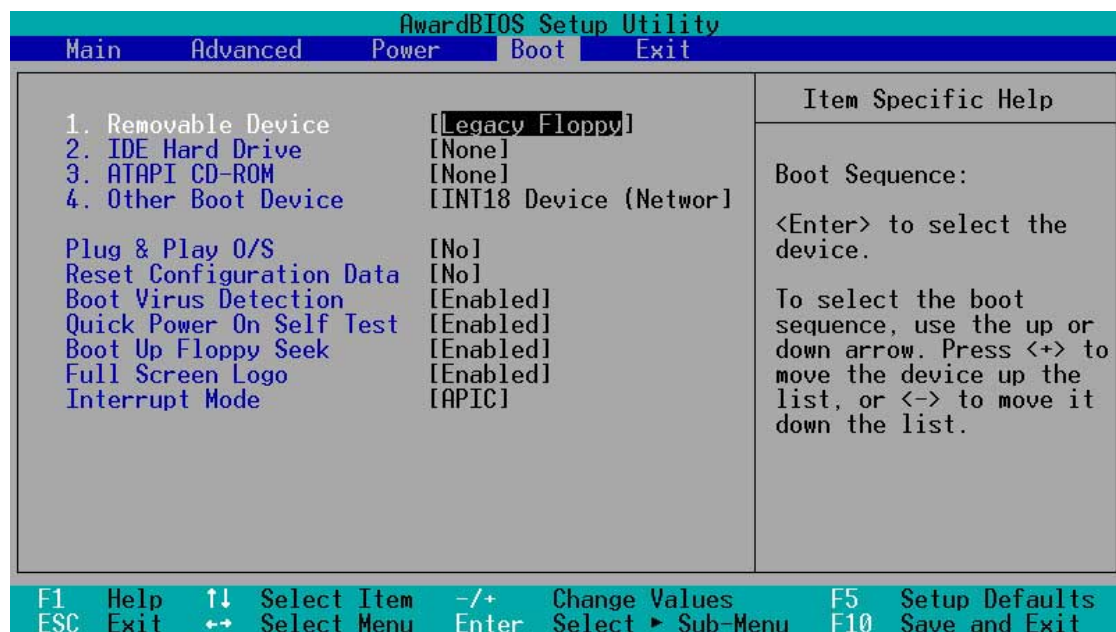 AwardBIOS Setup Utility
Main Advanced Power Boot Exit
1. Removable Device [Legacy Floppy]
2. IDE Hard Drive [None]
3. ATAPI CD-ROM [None]
4. Other Boot Device [INT18 Device (Networ]
Plug & Play O/S [No]
Reset Configuration Data [No]
Boot Virus Detection [Enabled]
Quick Power On Self Test [Enabled]
Boot Up Floppy Seek [Enabled]
Full Screen Logo [Enabled]
Interrupt Mode [APIC]
Item Specific Help
Boot Sequence:
<Enter> to select the
device.
To select the boot
sequence, use the up or
down arrow. Press <+> to
move the device up the
list, or <-> to move it
down the list.
F1 Help ↑↓ Select Item -/+ Change Values F5 Setup Defaults
ESC Exit ←→ Select Menu Enter Select ► Sub-Menu F10 Save and Exit